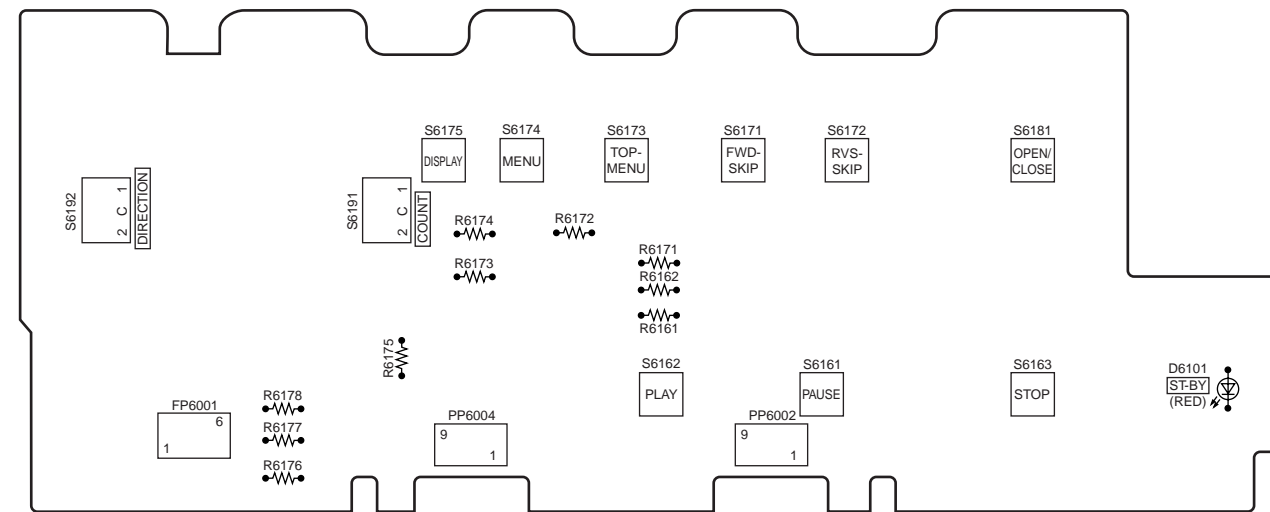 S6175
DISPLAY
S6174
MENU
S6173
TOP-
MENU
S6171
FWD-
SKIP
S6172
RVS-
SKIP
S6181
OPEN/
CLOSE
S6192
2 C 1
DIRECTION
S6191
2 C 1
COUNT
R6174
R6172
R6173
R6171
R6162
R6161
R6175
S6162
PLAY
S6161
PAUSE
S6163
STOP
D6101
ST-BY
(RED)
FP6001
6
1
R6178
R6177
R6176
PP6004
9
1
PP6002
9
1